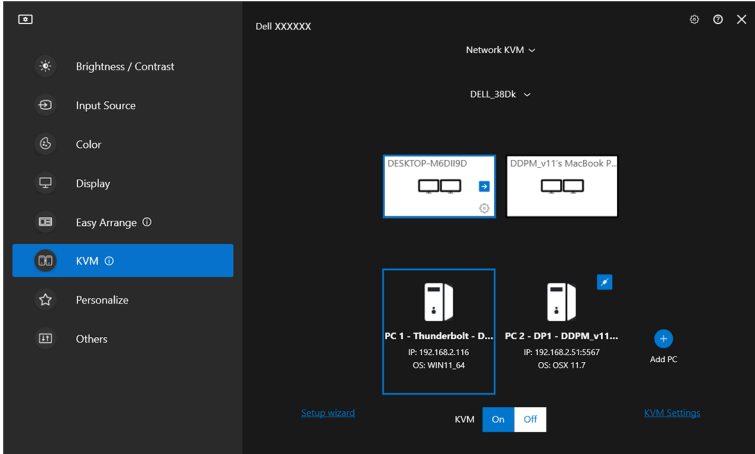 Dell XXXXXX
Network KVM
DELL_38Dk
Brightness / Contrast
Input Source
Color
Display
Easy Arrange
KVM
Personalize
Others
DESKTOP-M6DII9D
DDPM_v11's MacBook P...
PC 1 - Thunderbolt - D...
IP: 192.168.2.116
OS: WIN11_64
PC 2 - DP1 - DDPM_v11...
IP: 192.168.2.51:5567
OS: OSX 11.7
Add PC
Setup wizard
KVM
On
Off
KVM Settings